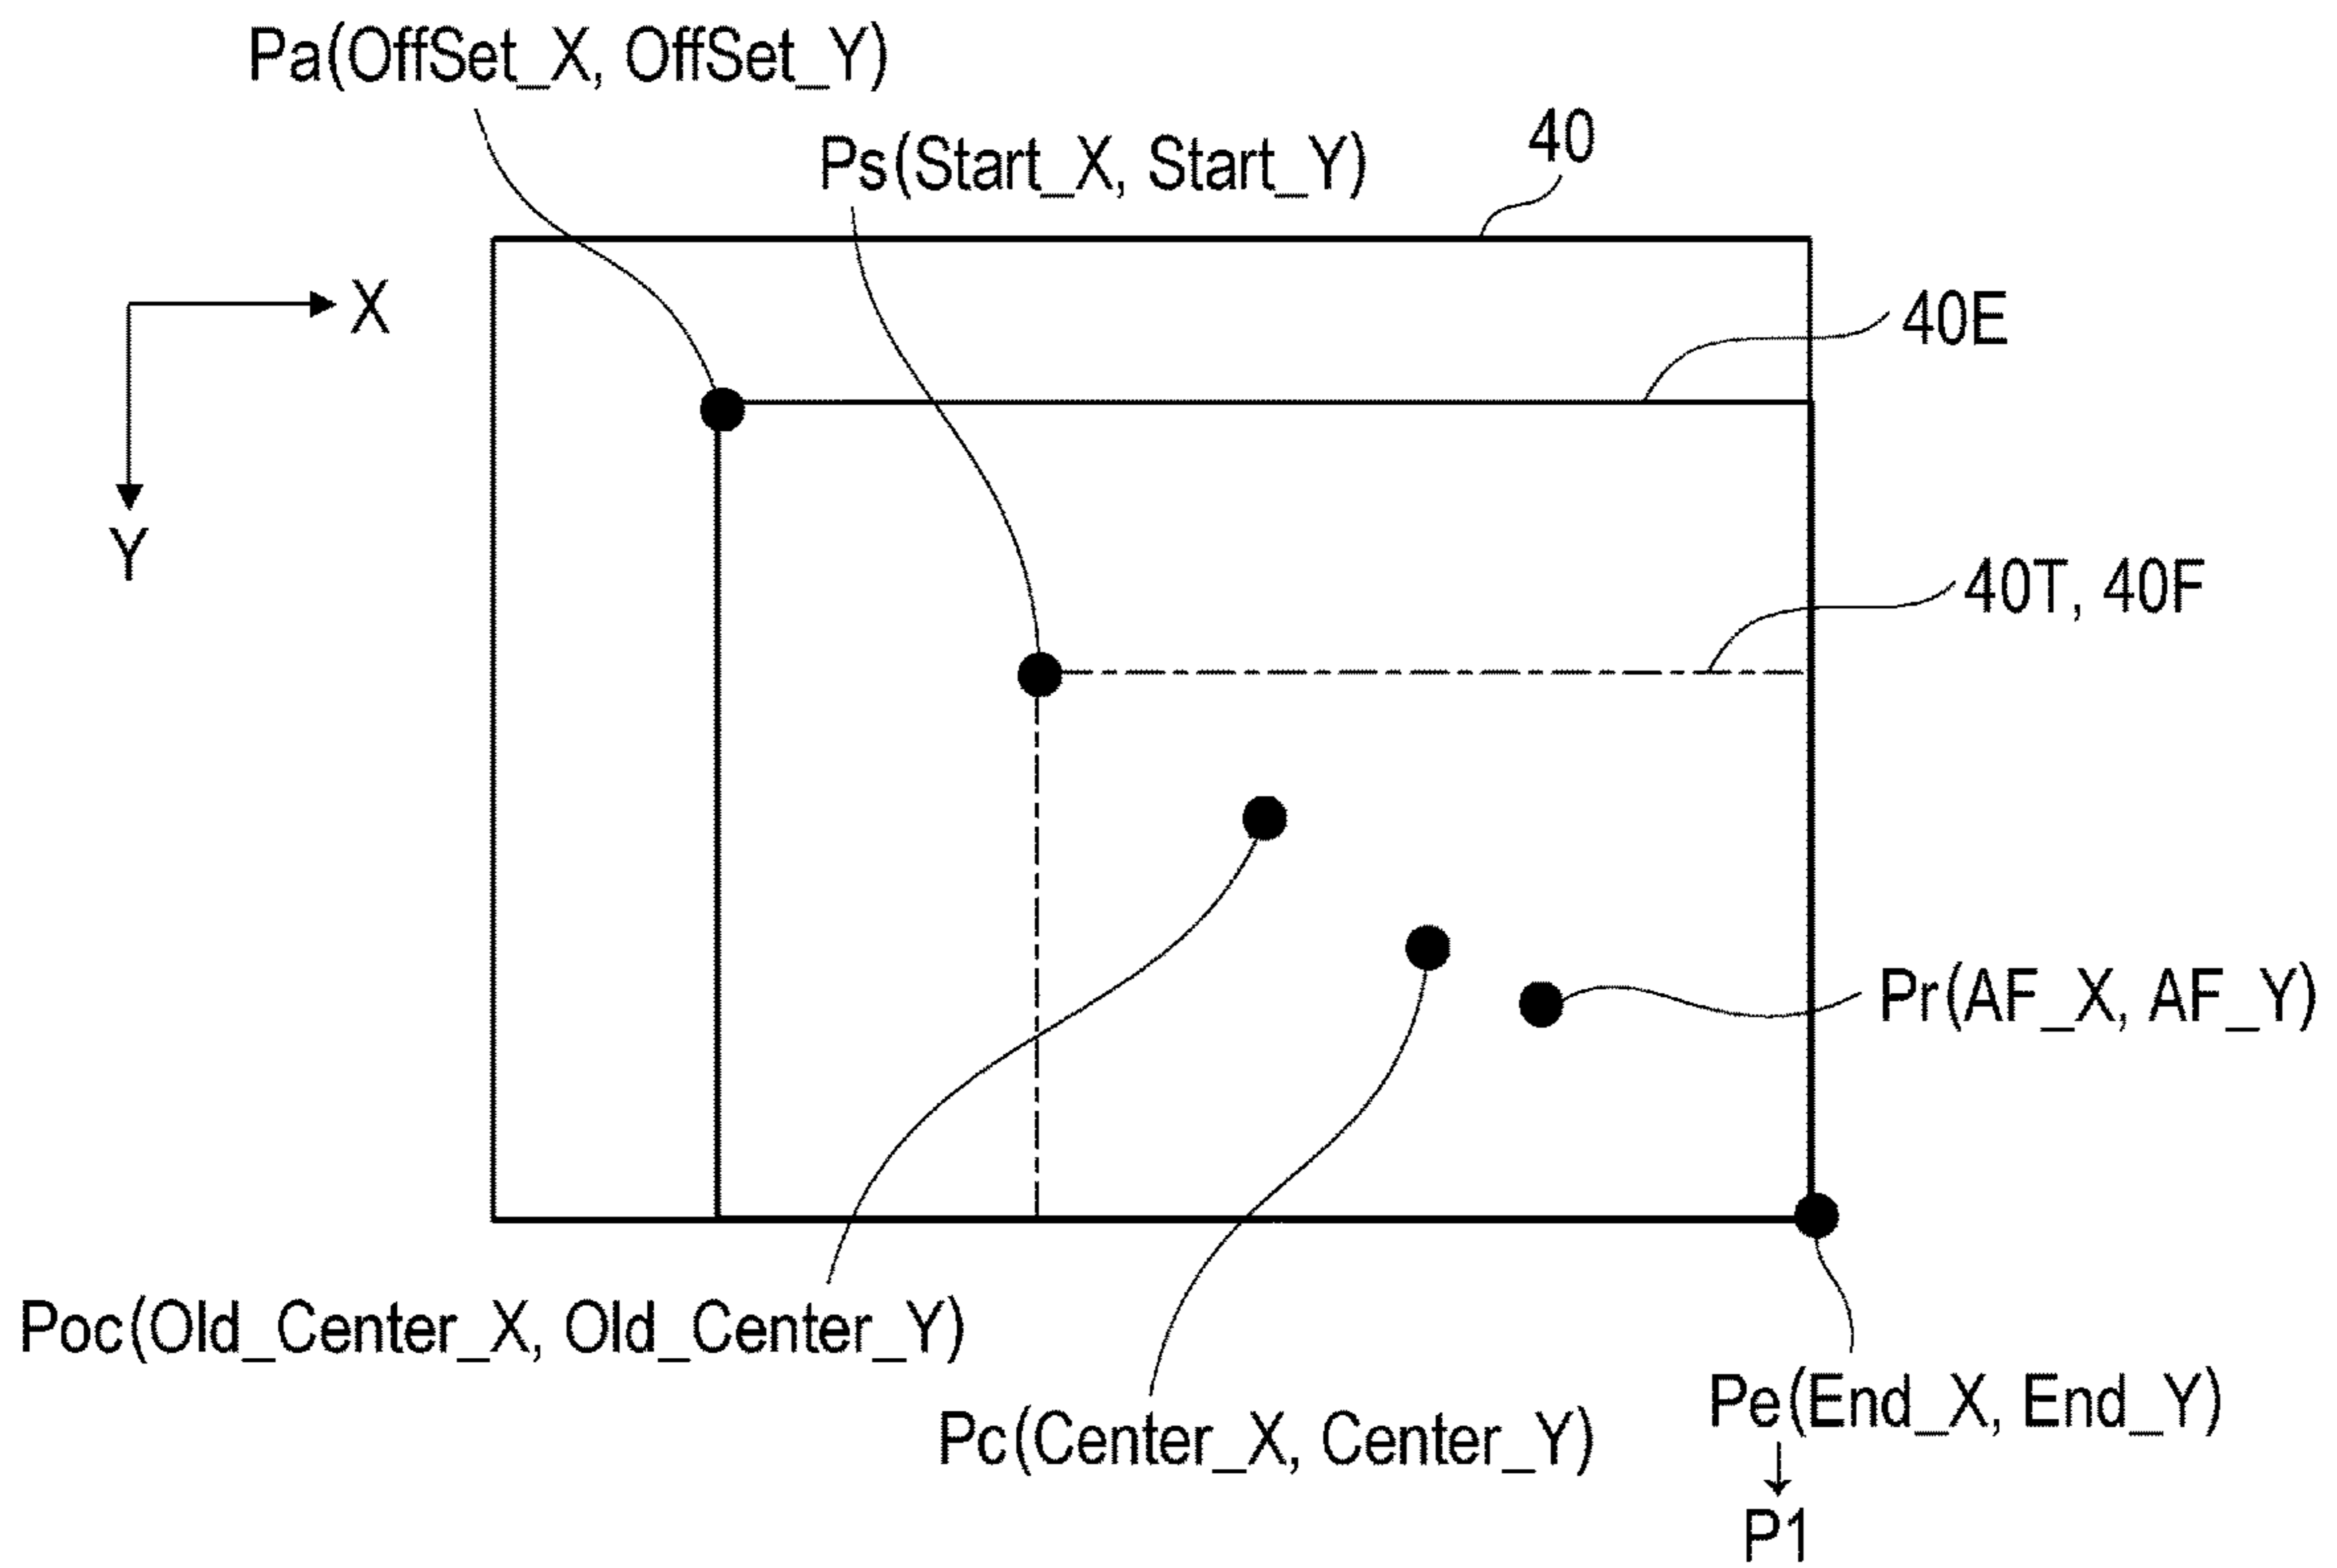 Pa(OffSet_X, OffSet_Y)
Ps(Start_X, Start_Y)
40
X
40E
Y
40T, 40F
Pr(AF_X, AF_Y)
Poc(Old_Center_X, Old_Center_Y)
Pe(End_X, End_Y)
Pc(Center_X, Center_Y)
↓
P1